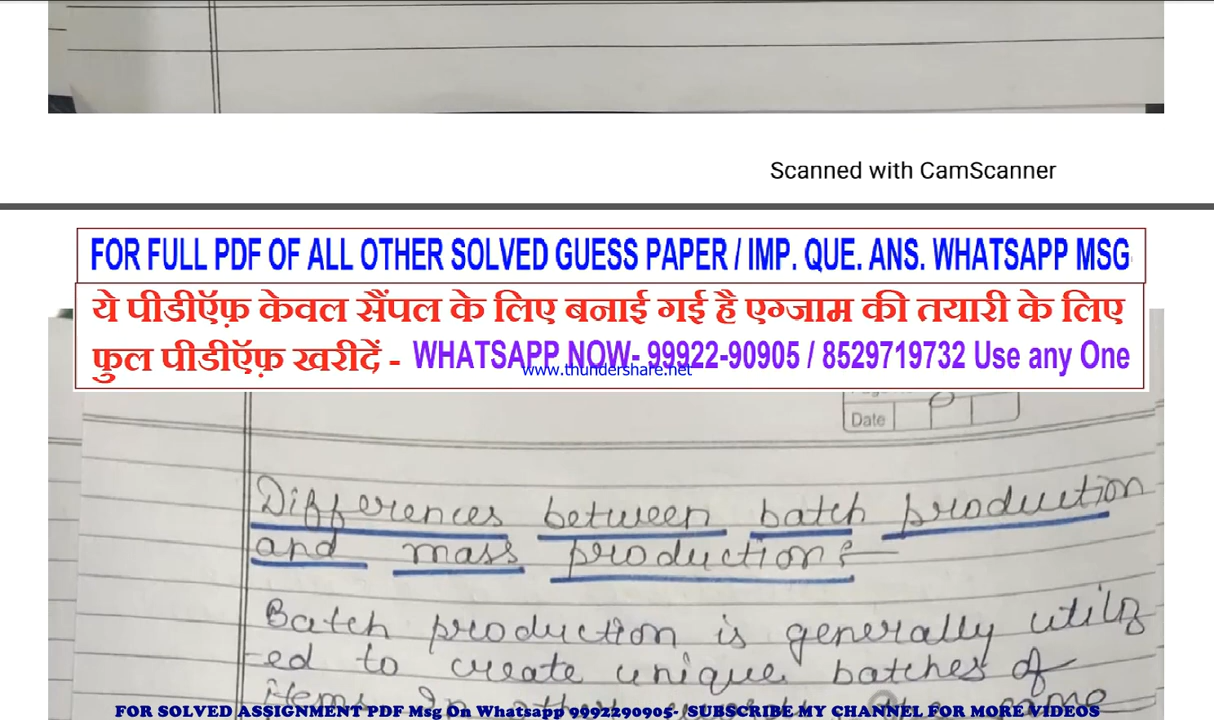 Scanned with CamScanner
FOR FULL PDF OF ALL OTHER SOLVED GUESS PAPER / IMP. QUE. ANS. WHATSAPP MSG
ये पीडीऍफ़ केवल सैंपल के लिए बनाई गई है एग्जाम की तयारी के लिए
फुल पीडीऍफ़ खरीदें - WHATSAPP NOW- 99922-90905 / 8529719732 Use any One
www.thundershare.net
Date
Differences between batch production
and mass production:-
Batch production is generally utiliz
-ed to create unique batches of
items
FOR SOLVED ASSIGNMENT PDF Msg On Whatsapp 9992290905- SUBSCRIBE MY CHANNEL FOR MORE VIDEOS